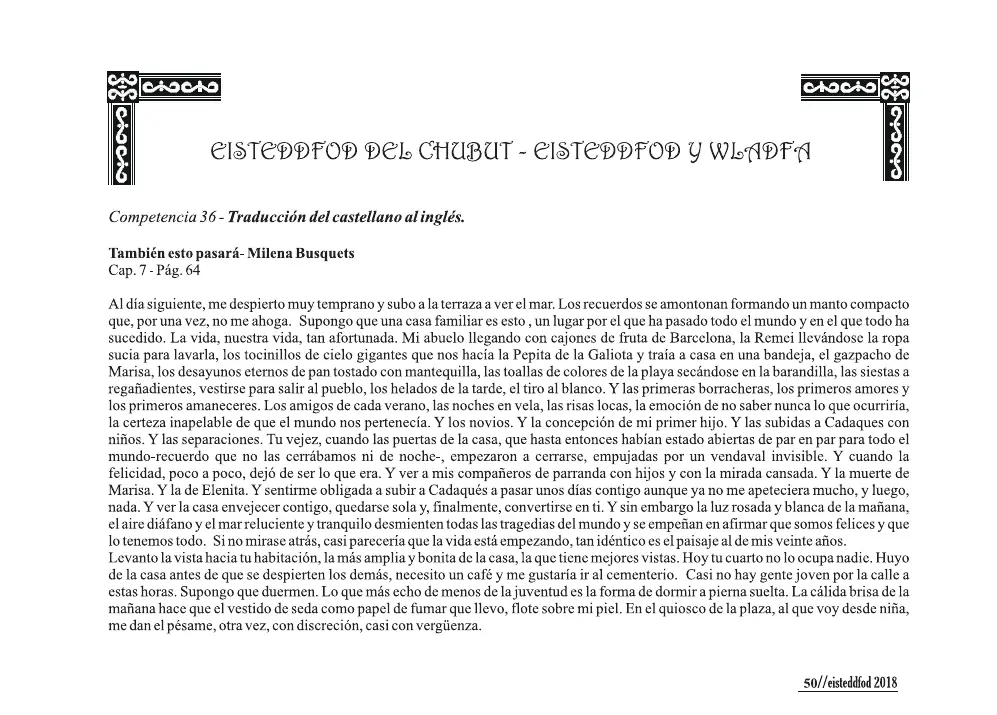 EISTEDDFOD DEL CHUBUT - EISTEDDFOD Y WLADFA
Competencia 36 - Traducción del castellano al inglés.
También esto pasará- Milena Busquets
Cap. 7 - Pág. 64
Al día siguiente, me despierto muy temprano y subo a la terraza a ver el mar. Los recuerdos se amontonan formando un manto compacto
que, por una vez, no me ahoga.  Supongo que una casa familiar es esto , un lugar por el que ha pasado todo el mundo y en el que todo ha
sucedido. La vida, nuestra vida, tan afortunada. Mi abuelo llegando con cajones de fruta de Barcelona, la Remei llevándose la ropa
sucia para lavarla, los tocinillos de cielo gigantes que nos hacía la Pepita de la Galiota y traía a casa en una bandeja, el gazpacho de
Marisa, los desayunos eternos de pan tostado con mantequilla, las toallas de colores de la playa secándose en la barandilla, las siestas a
regañadientes, vestirse para salir al pueblo, los helados de la tarde, el tiro al blanco. Y las primeras borracheras, los primeros amores y
los primeros amaneceres. Los amigos de cada verano, las noches en vela, las risas locas, la emoción de no saber nunca lo que ocurriría,
la certeza inapelable de que el mundo nos pertenecía. Y los novios. Y la concepción de mi primer hijo. Y las subidas a Cadaques con
niños. Y las separaciones. Tu vejez, cuando las puertas de la casa, que hasta entonces habían estado abiertas de par en par para todo el
mundo-recuerdo que no las cerrábamos ni de noche-, empezaron a cerrarse, empujadas por un vendaval invisible. Y cuando la
felicidad, poco a poco, dejó de ser lo que era. Y ver a mis compañeros de parranda con hijos y con la mirada cansada. Y la muerte de
Marisa. Y la de Elenita. Y sentirme obligada a subir a Cadaqués a pasar unos días contigo aunque ya no me apeteciera mucho, y luego,
nada. Y ver la casa envejecer contigo, quedarse sola y, finalmente, convertirse en ti. Y sin embargo la luz rosada y blanca de la mañana,
el aire diáfano y el mar reluciente y tranquilo desmienten todas las tragedias del mundo y se empeñan en afirmar que somos felices y que
lo tenemos todo.  Si no mirase atrás, casi parecería que la vida está empezando, tan idéntico es el paisaje al de mis veinte años.
Levanto la vista hacia tu habitación, la más amplia y bonita de la casa, la que tiene mejores vistas. Hoy tu cuarto no lo ocupa nadie. Huyo
de la casa antes de que se despierten los demás, necesito un café y me gustaría ir al cementerio.  Casi no hay gente joven por la calle a
estas horas. Supongo que duermen. Lo que más echo de menos de la juventud es la forma de dormir a pierna suelta. La cálida brisa de la
mañana hace que el vestido de seda como papel de fumar que llevo, flote sobre mi piel. En el quiosco de la plaza, al que voy desde niña,
me dan el pésame, otra vez, con discreción, casi con vergüenza.
50//eisteddfod 2018